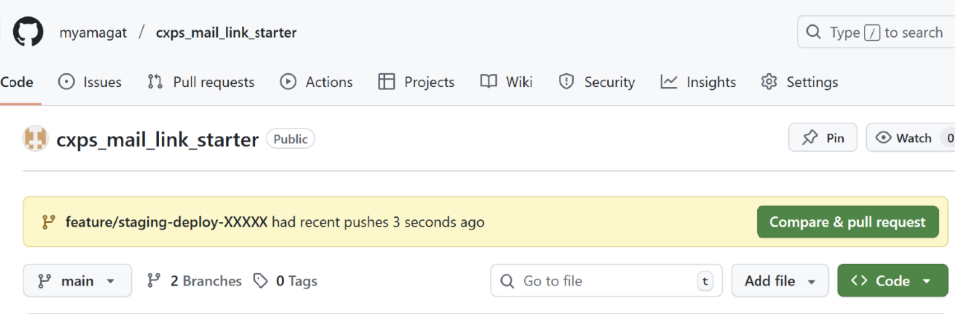 myamagat / cxps_mail_link_starter
Type / to search
Code Issues Pull requests Actions Projects Wiki Security Insights Settings
cxps_mail_link_starter Public
Pin Watch 0
feature/staging-deploy-XXXXX had recent pushes 3 seconds ago
Compare & pull request
main 2 Branches 0 Tags
Go to file t
Add file Code